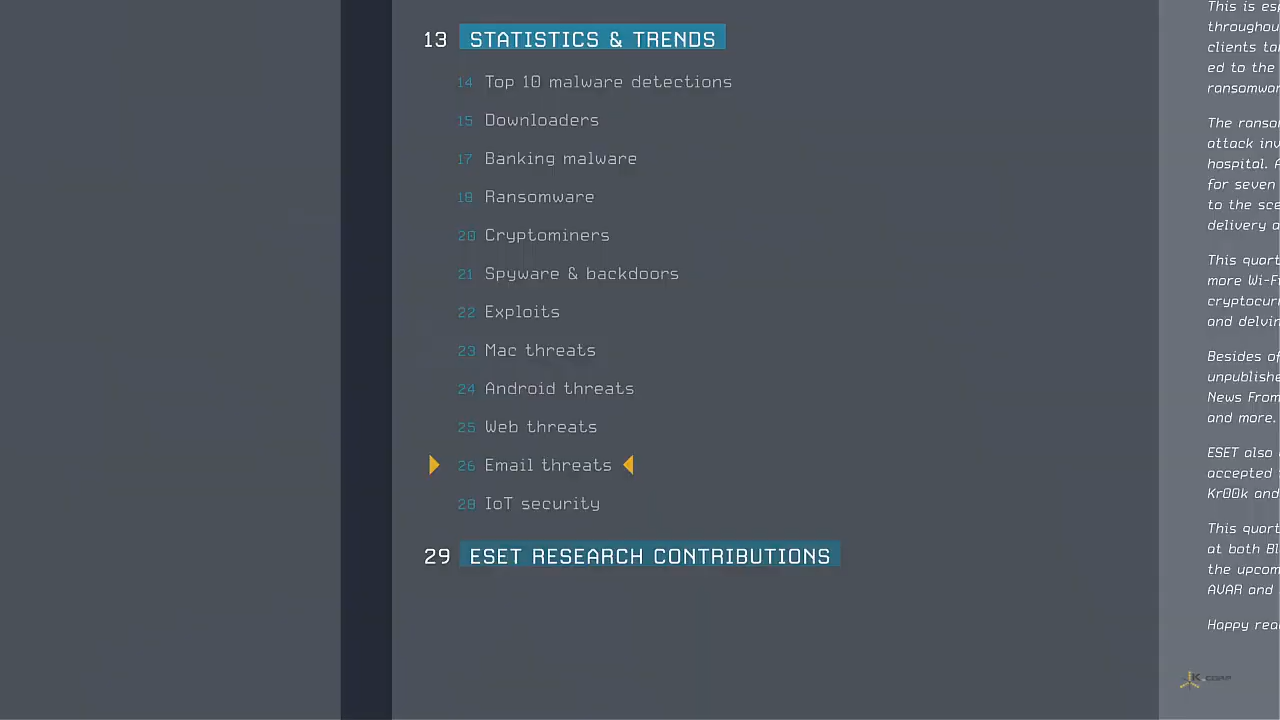 13 STATISTICS & TRENDS
14 Top 10 malware detections
15 Downloaders
17 Banking malware
18 Ransomware
20 Cryptominers
21 Spyware & backdoors
22 Exploits
23 Mac threats
24 Android threats
25 Web threats
26 Email threats
28 IoT security
29 ESET RESEARCH CONTRIBUTIONS
This is
clients
ed to the
The
attack
hospital.
for seven
to the
delivery
This
more
and
Besides of
News From
and more.
ESET also
accepted
Kr00k and
This
at both
the
AVAR and
Happy